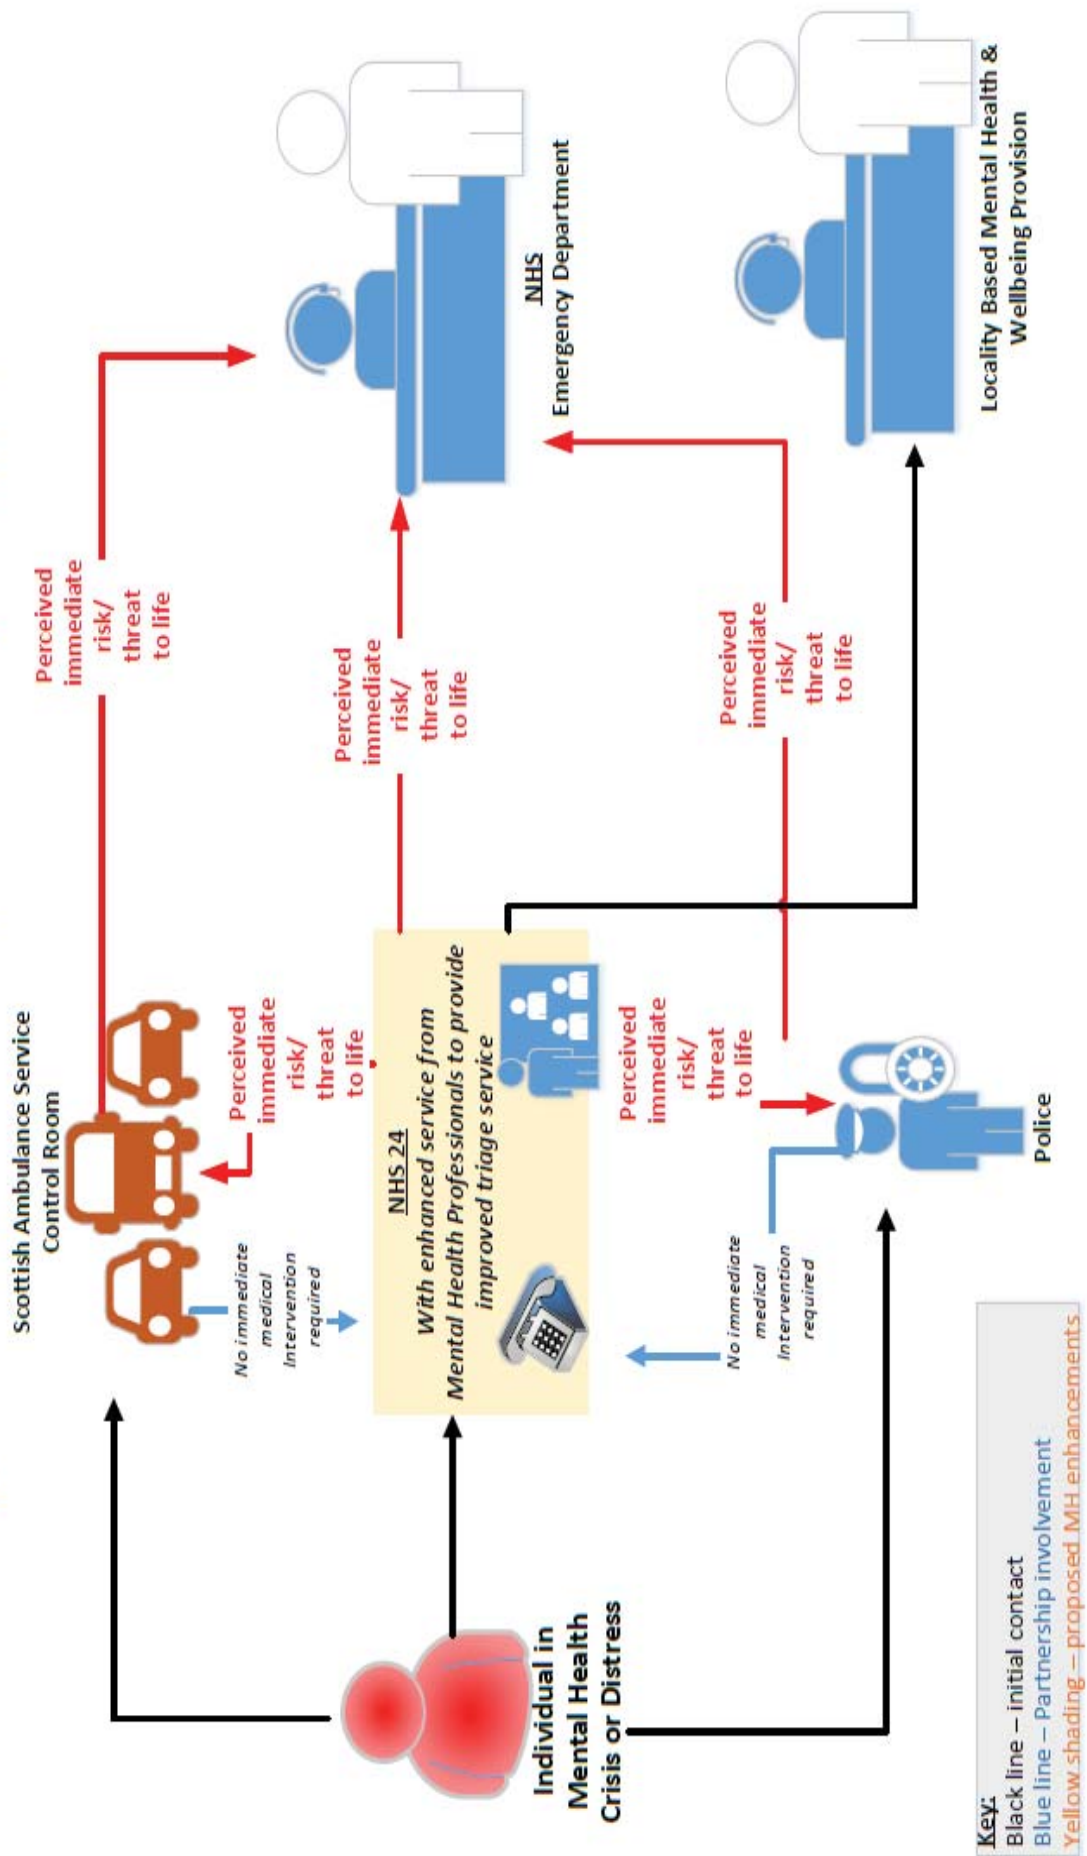 Scottish Ambulance Service
Control Room
Perceived
immediate
risk/
threat
to life
No immediate
medical
Intervention
required
Perceived
immediate
risk/
threat
to life
NHS 24
With enhanced service from
Mental Health Professionals to provide
improved triage service
Perceived
immediate
risk/
threat
to life
NHS
Emergency Department
Individual in
Mental Health
Crisis or Distress
No immediate
medical
Intervention
required
Perceived
immediate
risk/
threat
to life
Perceived
immediate
risk/
threat
to life
Police
Locality Based Mental Health &
Wellbeing Provision
Key:
Black line – initial contact
Blue line – Partnership involvement
Yellow shading – proposed MH enhancements